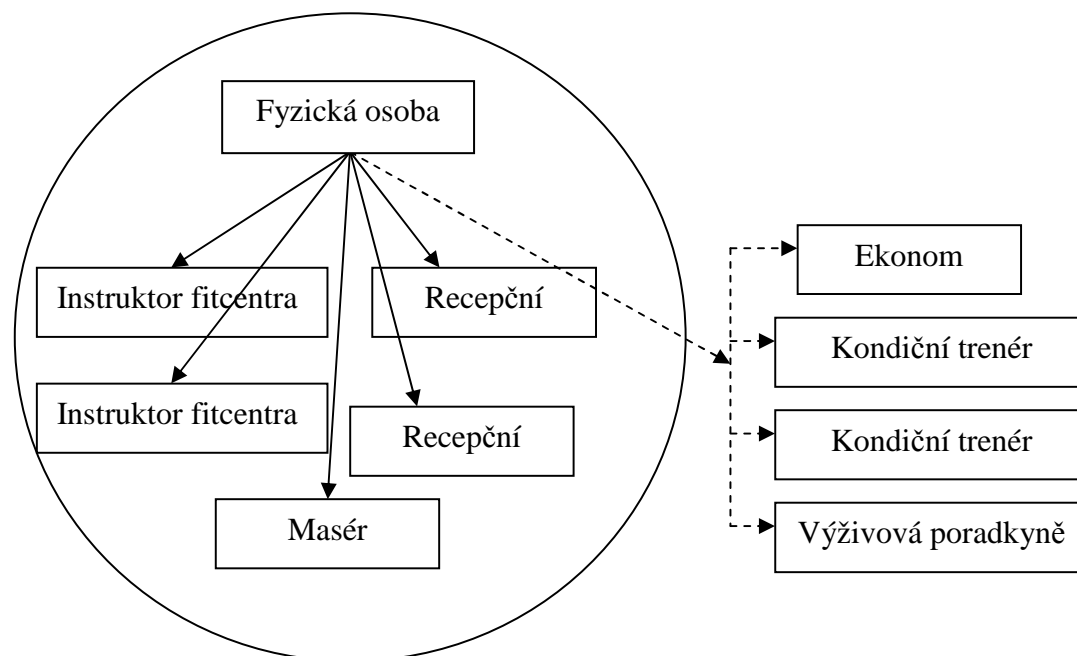 Fyzická osoba
Instruktor fitcentra
Recepční
Instruktor fitcentra
Recepční
Masér
Ekonom
Kondiční trenér
Kondiční trenér
Výživová poradkyně